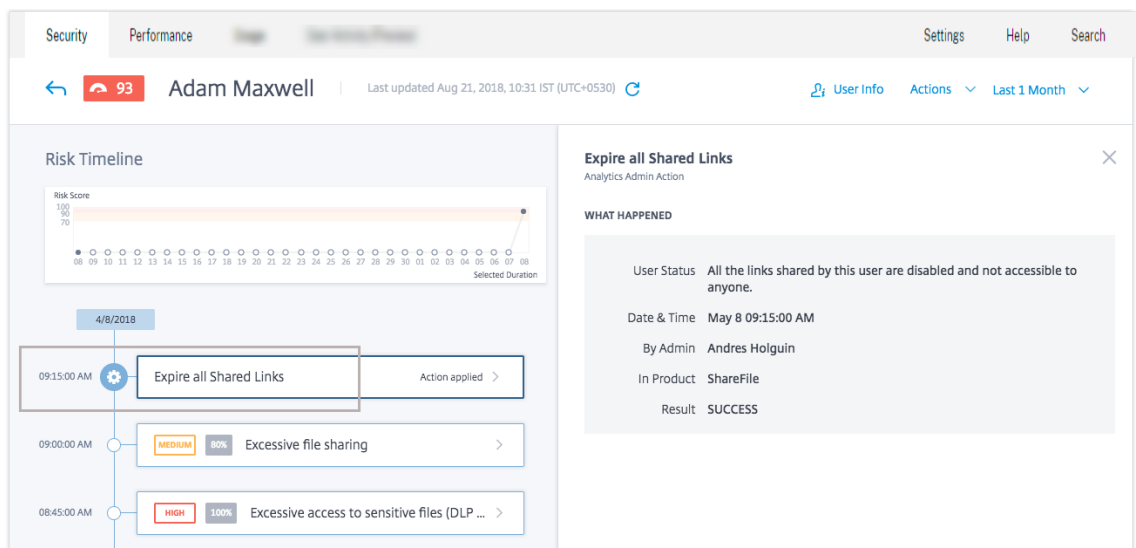 Security Performance Settings Help Search
93 Adam Maxwell Last updated Aug 21, 2018, 10:31 IST (UTC+0530) User Info Actions Last 1 Month
Risk Timeline
Risk Score
100
90
70
08 09 10 11 12 13 14 15 16 17 18 19 20 21 22 23 24 25 26 27 28 29 30 01 02 03 04 05 06 07 08
Selected Duration
4/8/2018
09:15:00 AM Expire all Shared Links Action applied
09:00:00 AM MEDIUM 80% Excessive file sharing
08:45:00 AM HIGH 100% Excessive access to sensitive files (DLP ...
Expire all Shared Links
Analytics Admin Action
WHAT HAPPENED
User Status All the links shared by this user are disabled and not accessible to
anyone.
Date & Time May 8 09:15:00 AM
By Admin Andres Holguin
In Product ShareFile
Result SUCCESS